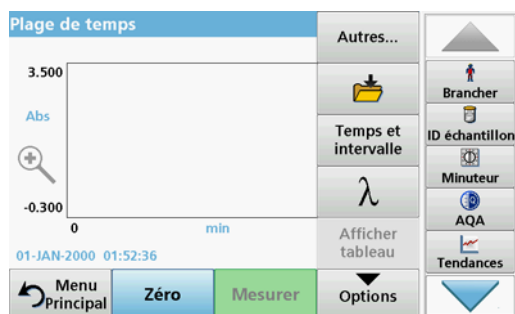 Plage de temps
Autres...
3.500
Abs
-0.300
0
min
01-JAN-2000 01:52:36
Temps et
intervalle
λ
Afficher
tableau
Menu
Principal
Zéro
Mesurer
Options
Brancher
ID échantillon
Minuteur
AQA
Tendances